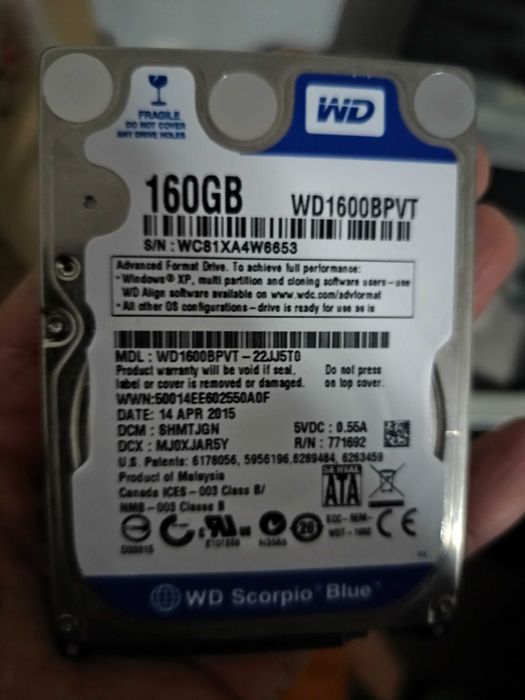 FRAGILE
DO NOT COVER
ANY DRIVE HOLES
WD
160GB
WD1600BPVT
S/N : WC81XA4W6653
Advanced Format Drive. To achieve full performance:
• Windows® XP, multi partition and cloning software users - use
WD Align software available on www.wdc.com/advformat
• All other OS configurations - drive is ready for use as is
MDL : WD1600BPVT - 22JJ5T0
Product warranty will be void if seal,
label or cover is removed or damaged.
Do not press
on top cover.
WWN:50014EE602550A0F
DATE: 14 APR 2015
DCM : SHMTJGN
5VDC : 0.55A
DCX : MJ0XJAR5Y
R/N : 771692
U.S. Patents: 6178056, 5956196,6289484, 6263459
Product of Malaysia
Canada ICES - 003 Class B/
NMB - 003 Classe B
SERIAL
ATA
CE
WD Scorpio® Blue™